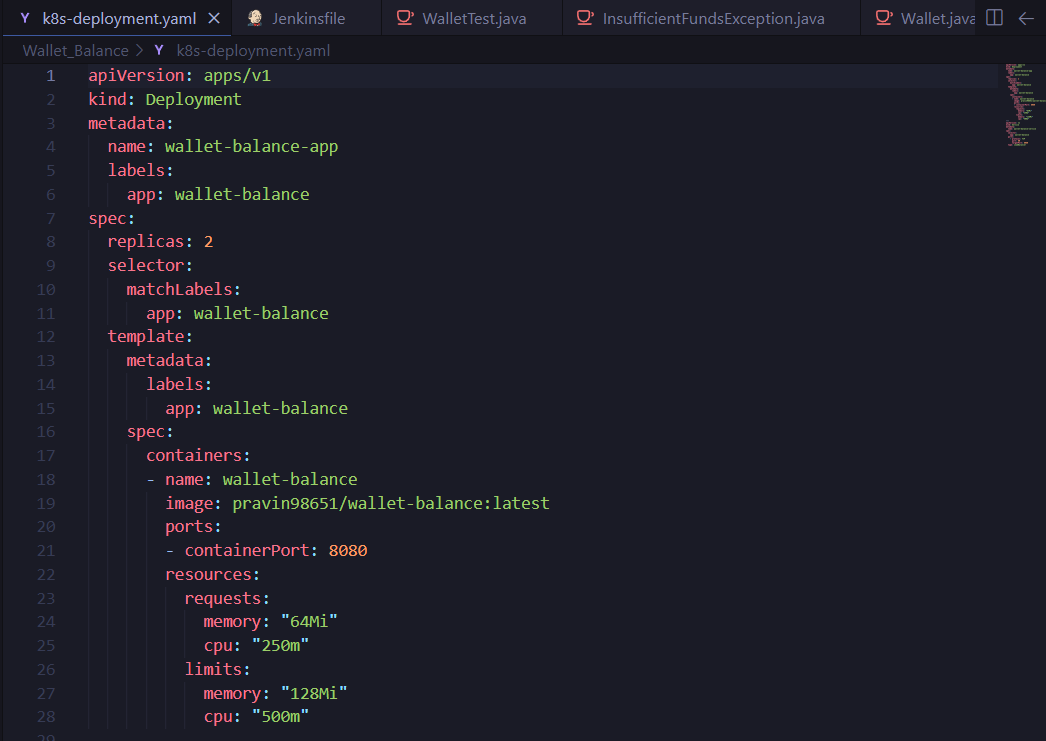 k8s-deployment.yaml Jenkinsfile WalletTest.java InsufficientFundsException.java Wallet.java
Wallet_Balance > k8s-deployment.yaml
1 apiVersion: apps/v1
2 kind: Deployment
3 metadata:
4   name: wallet-balance-app
5   labels:
6     app: wallet-balance
7 spec:
8   replicas: 2
9   selector:
10     matchLabels:
11       app: wallet-balance
12   template:
13     metadata:
14       labels:
15         app: wallet-balance
16     spec:
17       containers:
18       - name: wallet-balance
19         image: pravin98651/wallet-balance:latest
20         ports:
21         - containerPort: 8080
22         resources:
23           requests:
24             memory: "64Mi"
25             cpu: "250m"
26           limits:
27             memory: "128Mi"
28             cpu: "500m"
29